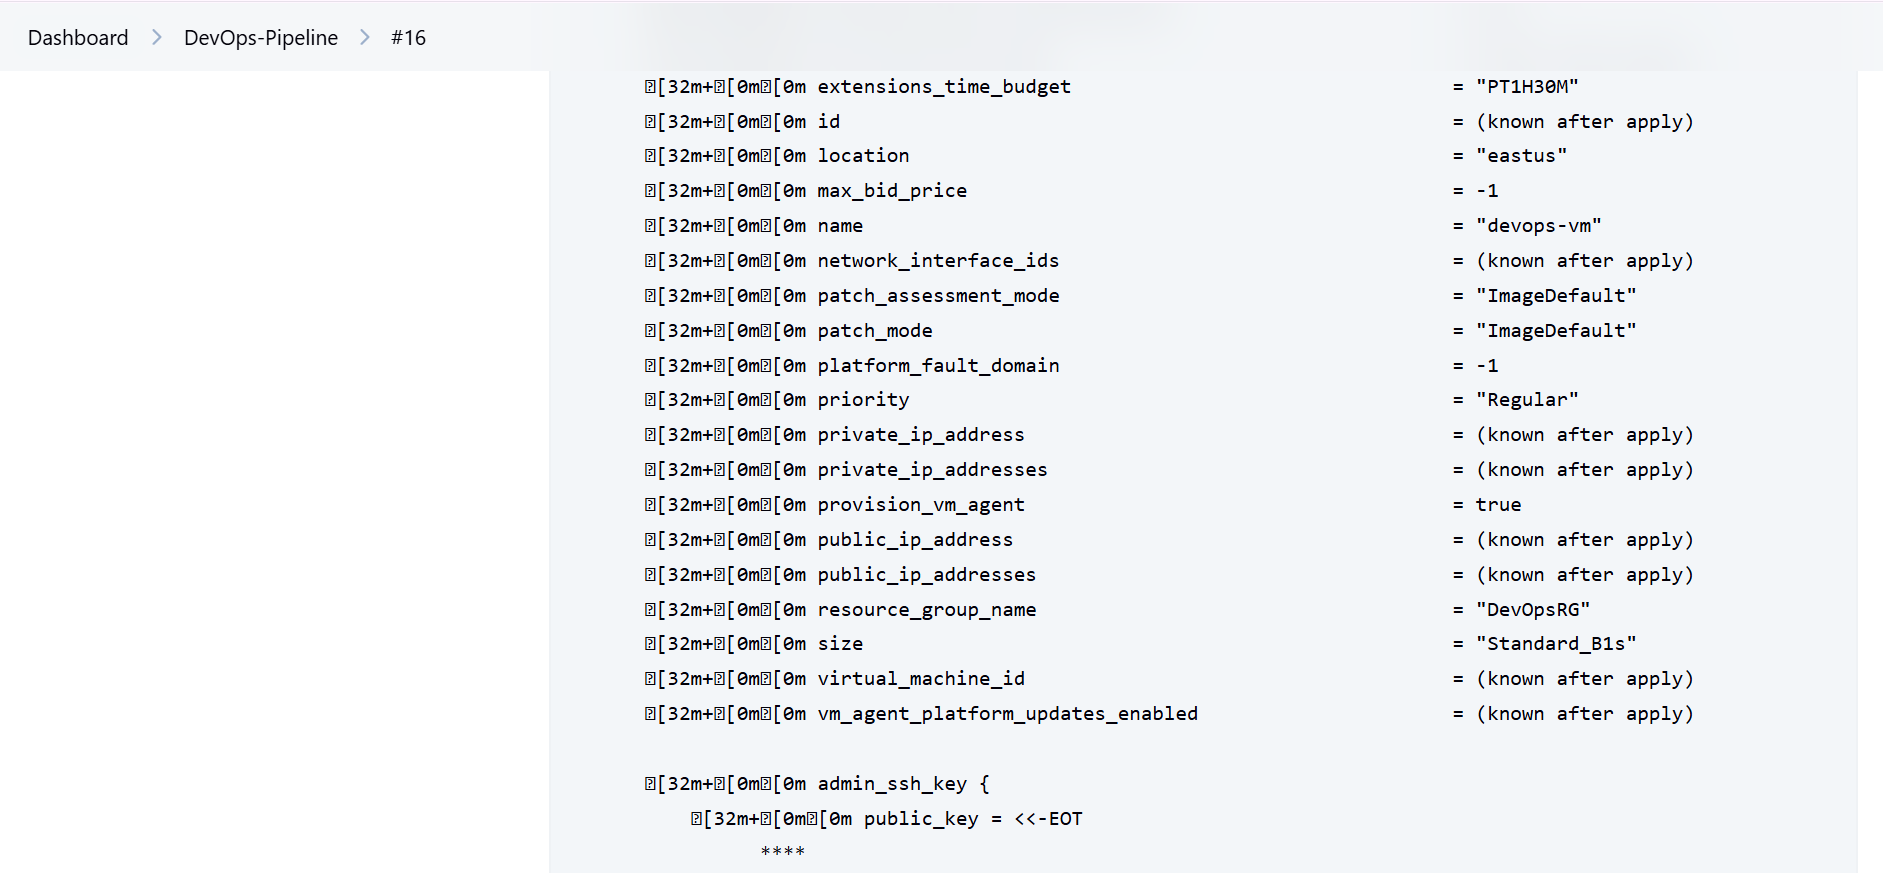 Dashboard > DevOps-Pipeline > #16
␛[32m+␛[0m␛[0m extensions_time_budget = "PT1H30M"
␛[32m+␛[0m␛[0m id = (known after apply)
␛[32m+␛[0m␛[0m location = "eastus"
␛[32m+␛[0m␛[0m max_bid_price = -1
␛[32m+␛[0m␛[0m name = "devops-vm"
␛[32m+␛[0m␛[0m network_interface_ids = (known after apply)
␛[32m+␛[0m␛[0m patch_assessment_mode = "ImageDefault"
␛[32m+␛[0m␛[0m patch_mode = "ImageDefault"
␛[32m+␛[0m␛[0m platform_fault_domain = -1
␛[32m+␛[0m␛[0m priority = "Regular"
␛[32m+␛[0m␛[0m private_ip_address = (known after apply)
␛[32m+␛[0m␛[0m private_ip_addresses = (known after apply)
␛[32m+␛[0m␛[0m provision_vm_agent = true
␛[32m+␛[0m␛[0m public_ip_address = (known after apply)
␛[32m+␛[0m␛[0m public_ip_addresses = (known after apply)
␛[32m+␛[0m␛[0m resource_group_name = "DevOpsRG"
␛[32m+␛[0m␛[0m size = "Standard_B1s"
␛[32m+␛[0m␛[0m virtual_machine_id = (known after apply)
␛[32m+␛[0m␛[0m vm_agent_platform_updates_enabled = (known after apply)
␛[32m+␛[0m␛[0m admin_ssh_key {
␛[32m+␛[0m␛[0m public_key = <<-EOT
****